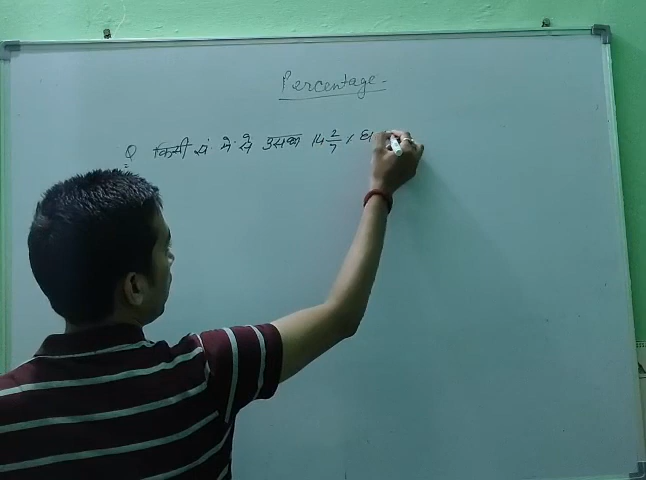 Percentage -
Q किसी सं. में से उसका 14 2/7 % घ